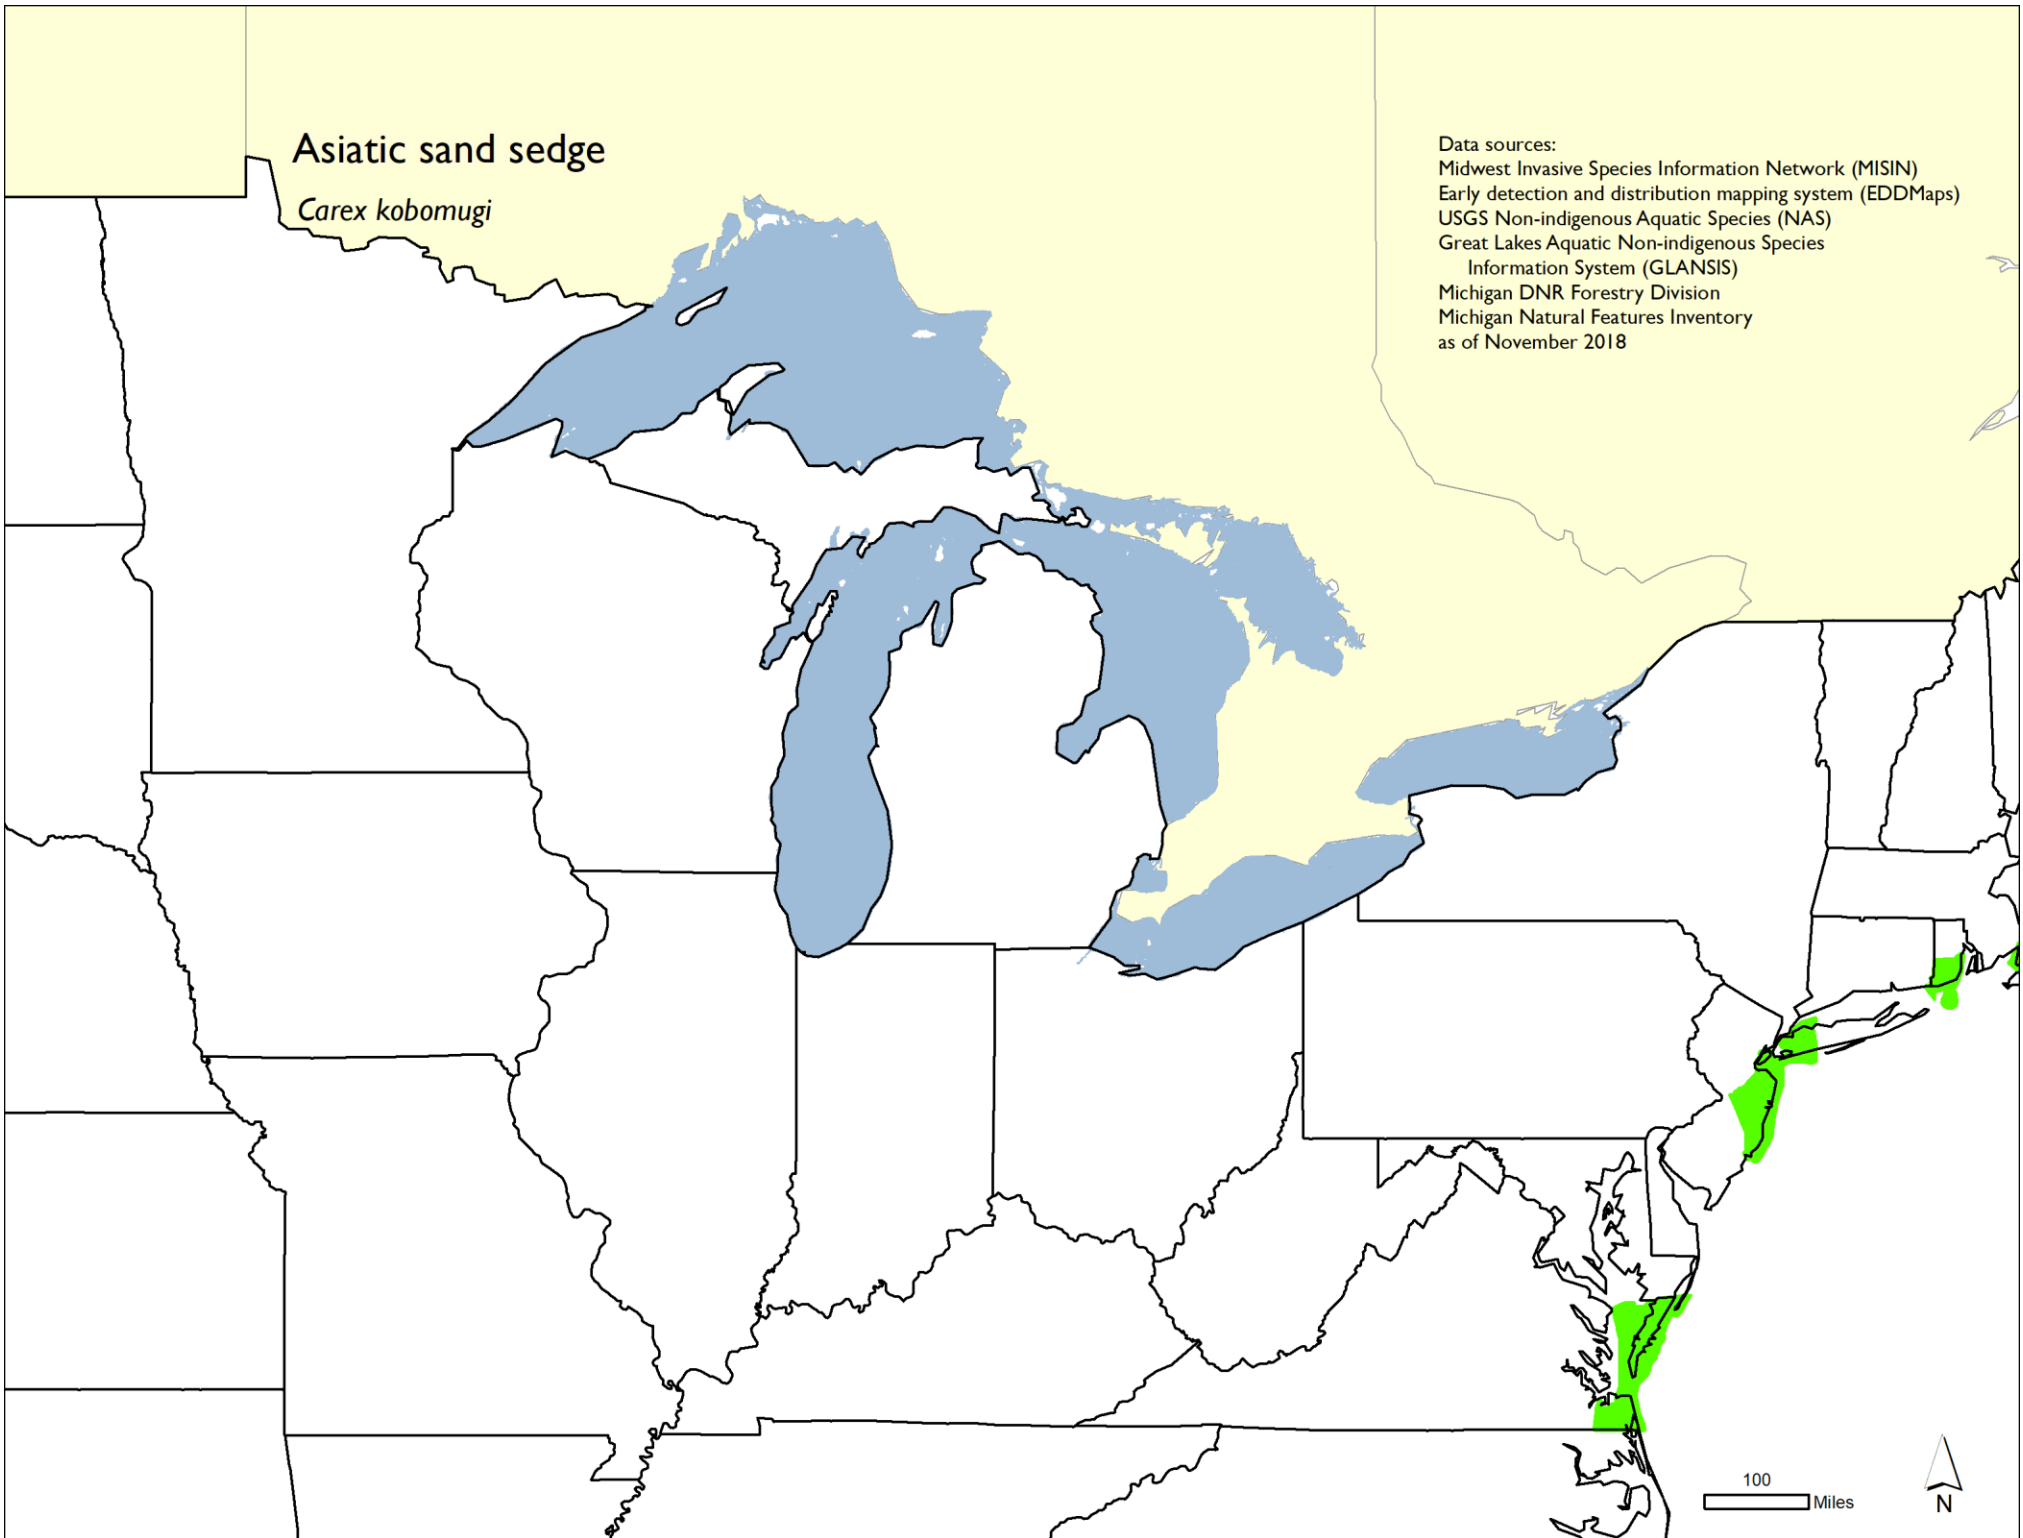 Asiatic sand sedge
Carex kobomugi
Data sources:
Midwest Invasive Species Information Network (MISIN)
Early detection and distribution mapping system (EDDMaps)
USGS Non-indigenous Aquatic Species (NAS)
Great Lakes Aquatic Non-indigenous Species
Information System (GLANSIS)
Michigan DNR Forestry Division
Michigan Natural Features Inventory
as of November 2018
100
Miles
N